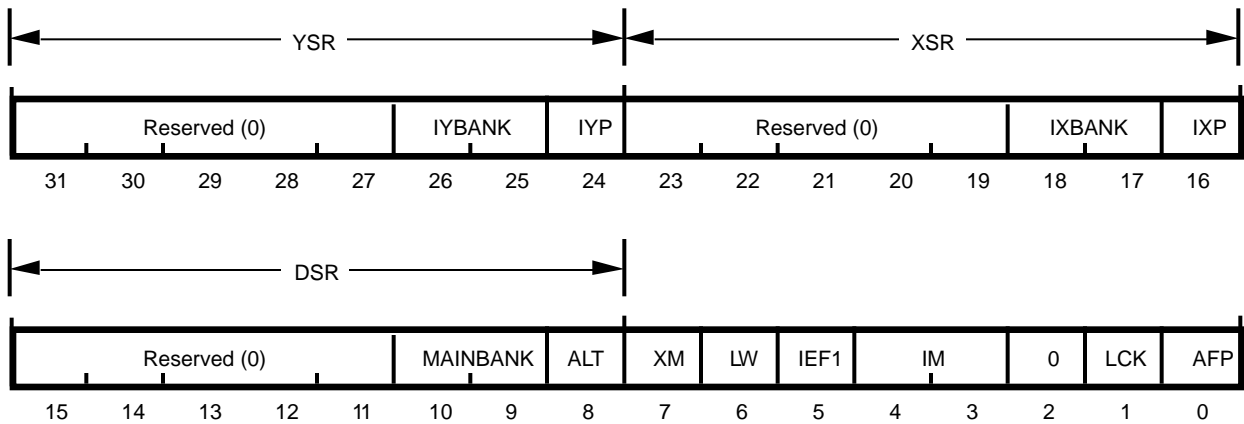 YSR XSR
Reserved (0) IYBANK IYP Reserved (0) IXBANK IXP
31 30 29 28 27 26 25 24 23 22 21 20 19 18 17 16
DSR
Reserved (0) MAINBANK ALT XM LW IEF1 IM 0 LCK AFP
15 14 13 12 11 10 9 8 7 6 5 4 3 2 1 0